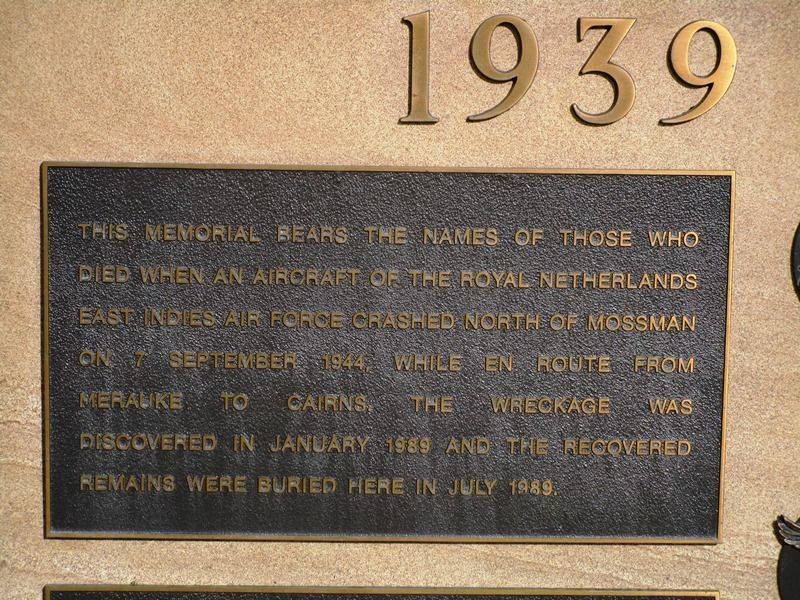 1939
THIS MEMORIAL BEARS THE NAMES OF THOSE WHO
DIED WHEN AN AIRCRAFT OF THE ROYAL NETHERLANDS
EAST INDIES AIR FORCE CRASHED NORTH OF MOSSMAN
ON 7 SEPTEMBER 1944, WHILE EN ROUTE FROM
MERAUKE TO CAIRNS. THE WRECKAGE WAS
DISCOVERED IN JANUARY 1989 AND THE RECOVERED
REMAINS WERE BURIED HERE IN JULY 1989.